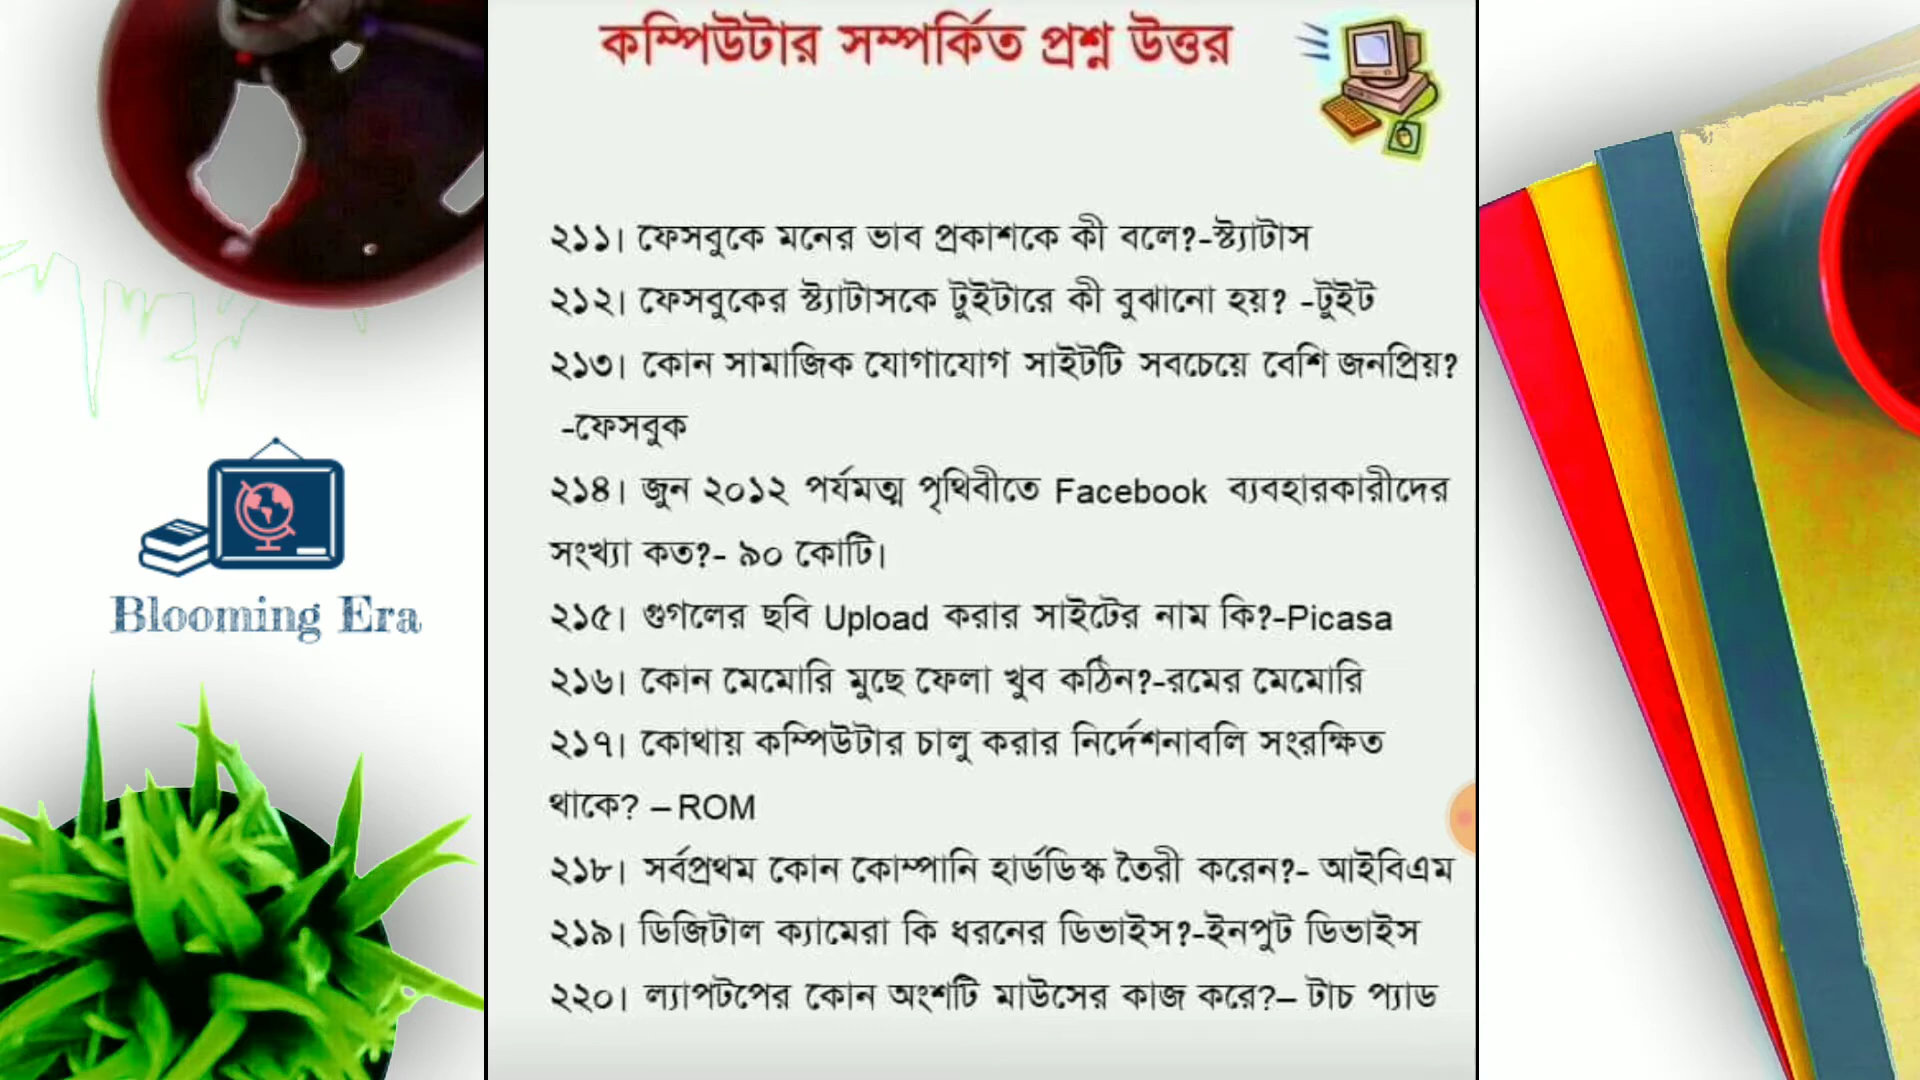 কম্পিউটার সম্পর্কিত প্রশ্ন উত্তর
২১১। ফেসবুকে মনের ভাব প্রকাশকে কী বলে?-স্ট্যাটাস
২১২। ফেসবুকের স্ট্যাটাসকে টুইটারে কী বুঝানো হয়? -টুইট
২১৩। কোন সামাজিক যোগাযোগ সাইটটি সবচেয়ে বেশি জনপ্রিয়?
-ফেসবুক
২১৪। জুন ২০১২ পর্যমত্ম পৃথিবীতে Facebook ব্যবহারকারীদের
সংখ্যা কত?- ৯০ কোটি।
২১৫। গুগলের ছবি Upload করার সাইটের নাম কি?-Picasa
২১৬। কোন মেমোরি মুছে ফেলা খুব কঠিন?-রমের মেমোরি
২১৭। কোথায় কম্পিউটার চালু করার নির্দেশনাবলি সংরক্ষিত
থাকে? – ROM
২১৮। সর্বপ্রথম কোন কোম্পানি হার্ডডিস্ক তৈরী করেন?- আইবিএম
২১৯। ডিজিটাল ক্যামেরা কি ধরনের ডিভাইস?-ইনপুট ডিভাইস
২২০। ল্যাপটপের কোন অংশটি মাউসের কাজ করে?– টাচ প্যাড
Blooming Era